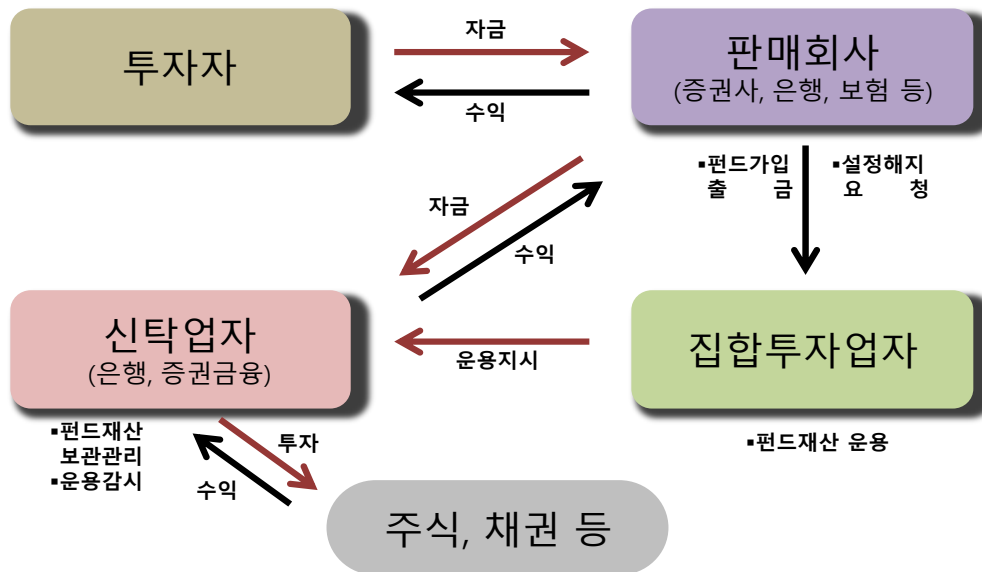 투자자
자금
수익
판매회사
(증권사, 은행, 보험 등)
▪펀드가입
출 금
▪설정해지
요 청
자금
수익
신탁업자
(은행, 증권금융)
운용지시
집합투자업자
▪펀드재산
보관관리
▪운용감시
투자
수익
▪펀드재산 운용
주식, 채권 등